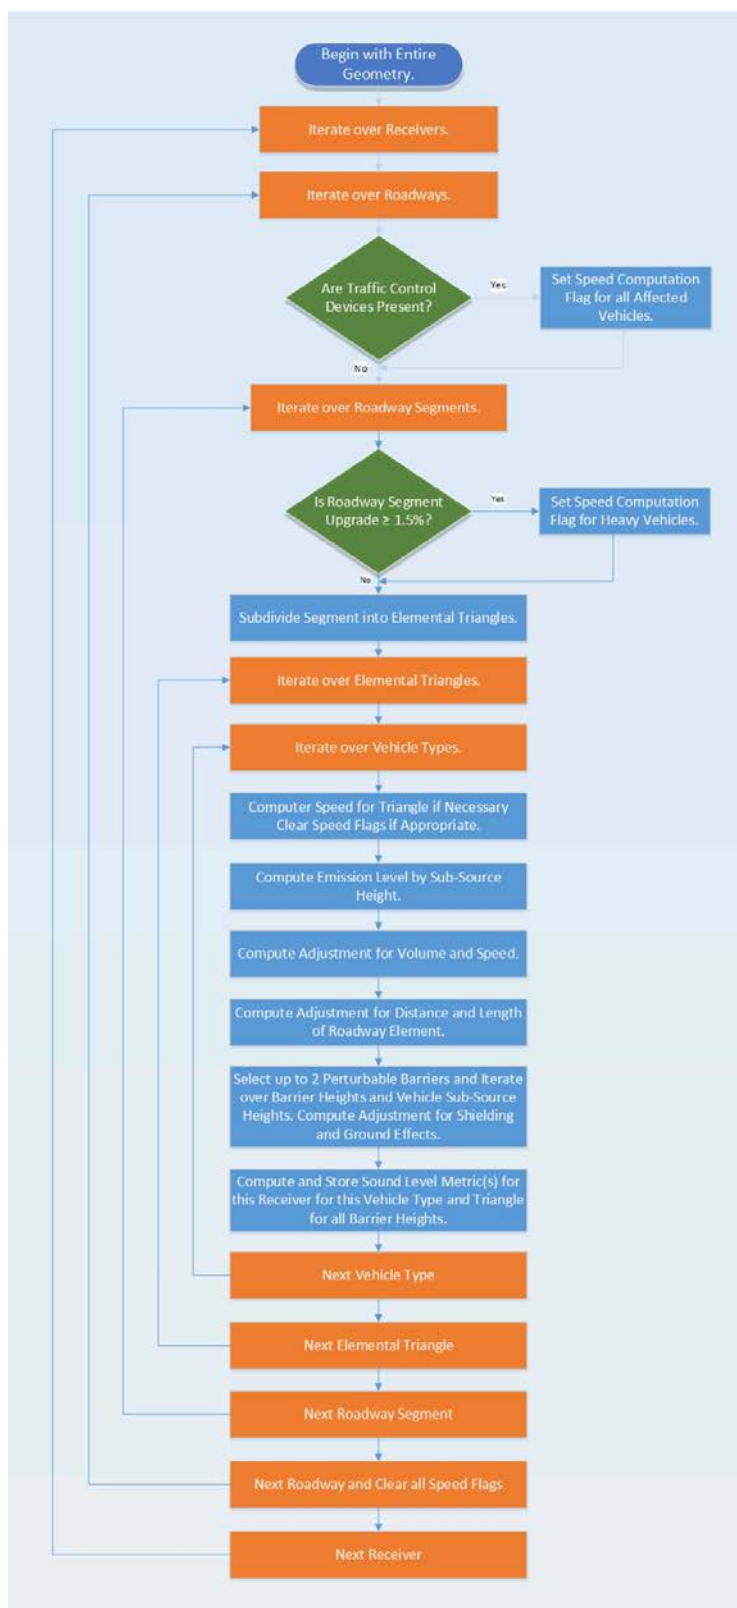 Begin with Entire
Geometry.
Iterate over Receivers.
Iterate over Roadways.
Are Traffic Control
Devices Present?
Yes
Set Speed Computation
Flag for all Affected
Vehicles.
No
Iterate over Roadway Segments.
Is Roadway Segment
Upgrade ≥ 1.5%?
Yes
Set Speed Computation
Flag for Heavy Vehicles.
No
Subdivide Segment into Elemental Triangles.
Iterate over Elemental Triangles.
Iterate over Vehicle Types.
Computer Speed for Triangle if Necessary
Clear Speed Flags if Appropriate.
Compute Emission Level by Sub-Source
Height.
Compute Adjustment for Volume and Speed.
Compute Adjustment for Distance and Length
of Roadway Element.
Select up to 2 Perturbable Barriers and Iterate
over Barrier Heights and Vehicle Sub-Source
Heights. Compute Adjustment for Shielding
and Ground Effects.
Compute and Store Sound Level Metric(s) for
this Receiver for this Vehicle Type and Triangle
for all Barrier Heights.
Next Vehicle Type
Next Elemental Triangle
Next Roadway Segment
Next Roadway and Clear all Speed Flags
Next Receiver